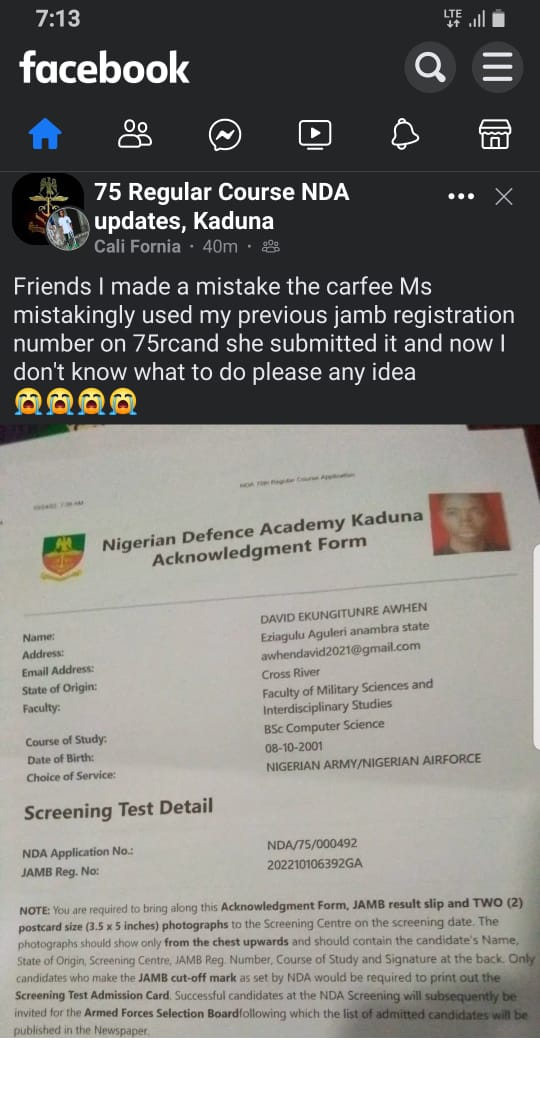 7:13
LTE
facebook
75 Regular Course NDA
updates, Kaduna
Cali Fornia · 40m ·
Friends I made a mistake the carfee Ms
mistakingly used my previous jamb registration
number on 75rcand she submitted it and now I
don't know what to do please any idea
😭😭😭😭
NDA 75th Regular Course Application
Nigerian Defence Academy Kaduna
Acknowledgment Form
Name: DAVID EKUNGITUNRE AWHEN
Address: Eziagulu Aguleri anambra state
Email Address: awhendavid2021@gmail.com
State of Origin: Cross River
Faculty: Faculty of Military Sciences and
Interdisciplinary Studies
Course of Study: BSc Computer Science
Date of Birth: 08-10-2001
Choice of Service: NIGERIAN ARMY/NIGERIAN AIRFORCE
Screening Test Detail
NDA Application No.: NDA/75/000492
JAMB Reg. No: 202210106392GA
NOTE: You are required to bring along this Acknowledgment Form, JAMB result slip and TWO (2)
postcard size (3.5 x 5 inches) photographs to the Screening Centre on the screening date. The
photographs should show only from the chest upwards and should contain the candidate's Name,
State of Origin, Screening Centre, JAMB Reg. Number, Course of Study and Signature at the back. Only
candidates who make the JAMB cut-off mark as set by NDA would be required to print out the
Screening Test Admission Card. Successful candidates at the NDA Screening will subsequently be
invited for the Armed Forces Selection Boardfollowing which the list of admitted candidates will be
published in the Newspaper.